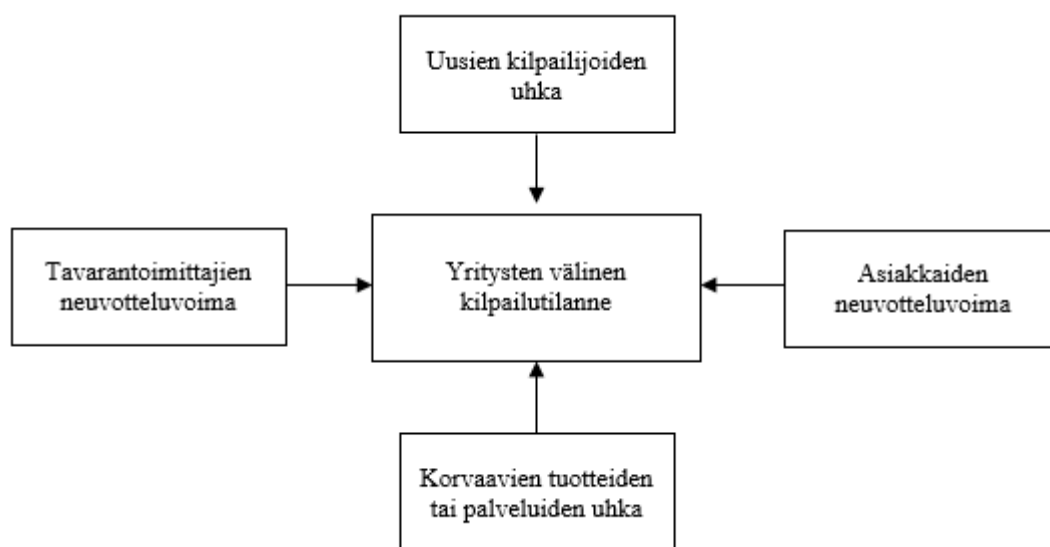 Uusien kilpailijoiden
uhka
Tavarantoimittajien
neuvotteluvoima
Yritysten välinen
kilpailutilanne
Asiakkaiden
neuvotteluvoima
Korvaavien tuotteiden
tai palveluiden uhka